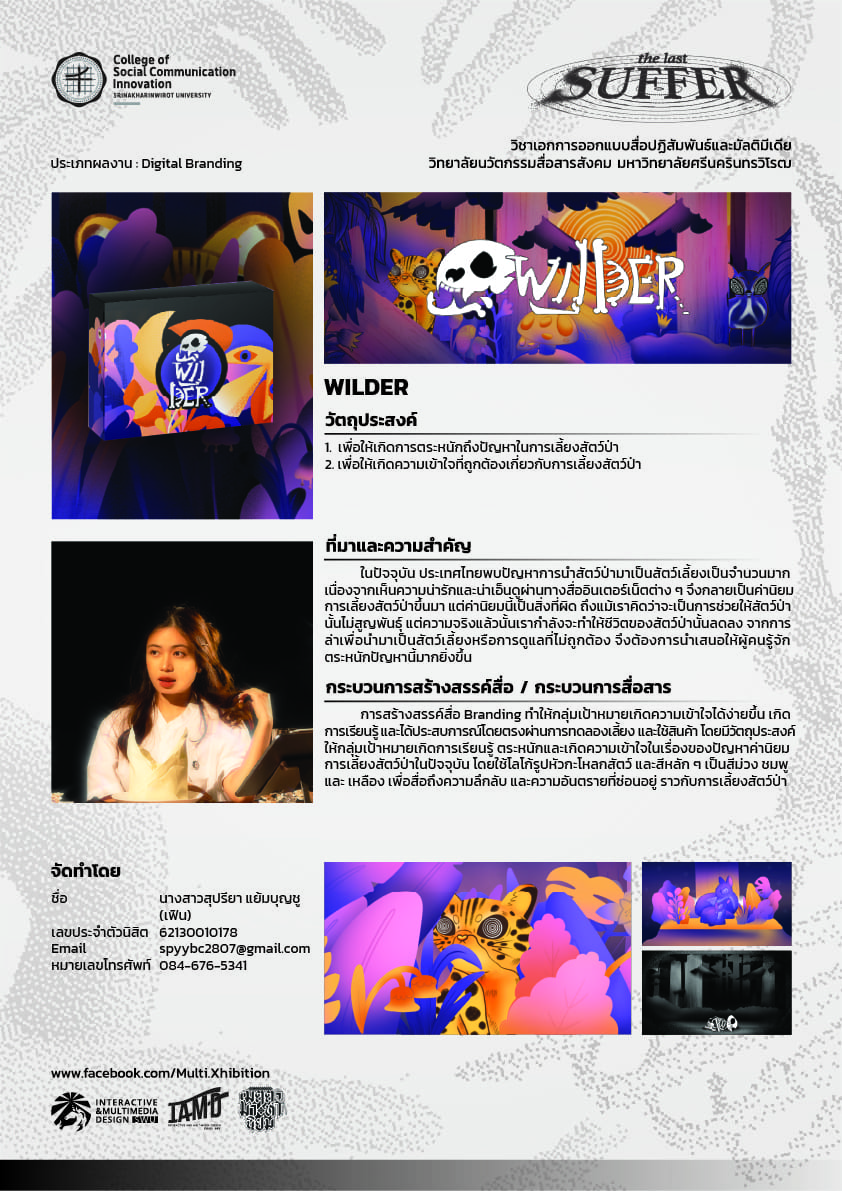 College of
Social Communication
Innovation
SRINAKHARINWIROT UNIVERSITY
the last
SUFFER
วิชาเอกการออกแบบสื่อปฏิสัมพันธ์และมัลติมีเดีย
ประเภทผลงาน : Digital Branding
วิทยาลัยนวัตกรรมสื่อสารสังคม มหาวิทยาลัยศรีนครินทรวิโรฒ
WILDER
WILDER
WILDER
วัตถุประสงค์
1. เพื่อให้เกิดการตระหนักถึงปัญหาในการเลี้ยงสัตว์ป่า
2. เพื่อให้เกิดความเข้าใจที่ถูกต้องเกี่ยวกับการเลี้ยงสัตว์ป่า
ที่มาและความสำคัญ
ในปัจจุบัน ประเทศไทยพบปัญหาการนำสัตว์ป่ามาเป็นสัตว์เลี้ยงเป็นจำนวนมาก
เนื่องจากเห็นความน่ารักและน่าเอ็นดูผ่านทางสื่ออินเตอร์เน็ตต่าง ๆ จึงกลายเป็นค่านิยม
การเลี้ยงสัตว์ป่าขึ้นมา แต่ค่านิยมนี้เป็นสิ่งที่ผิด ถึงแม้เราคิดว่าจะเป็นการช่วยให้สัตว์ป่า
นั้นไม่สูญพันธุ์ แต่ความจริงแล้วนั้นเรากำลังจะทำให้ชีวิตของสัตว์ป่านั้นลดลง จากการ
ล่าเพื่อนำมาเป็นสัตว์เลี้ยงหรือการดูแลที่ไม่ถูกต้อง จึงต้องการนำเสนอให้ผู้คนรู้จัก
ตระหนักปัญหานี้มากยิ่งขึ้น
กระบวนการสร้างสรรค์สื่อ / กระบวนการสื่อสาร
การสร้างสรรค์สื่อ Branding ทำให้กลุ่มเป้าหมายเกิดความเข้าใจได้ง่ายขึ้น เกิด
การเรียนรู้ และได้ประสบการณ์โดยตรงผ่านการทดลองเลี้ยง และใช้สินค้า โดยมีวัตถุประสงค์
ให้กลุ่มเป้าหมายเกิดการเรียนรู้ ตระหนักและเกิดความเข้าใจในเรื่องของปัญหาค่านิยม
การเลี้ยงสัตว์ป่าในปัจจุบัน โดยใช้โลโก้รูปหัวกะโหลกสัตว์ และสีหลัก ๆ เป็นสีม่วง ชมพู
และ เหลือง เพื่อสื่อถึงความลึกลับ และความอันตรายที่ซ่อนอยู่ ราวกับการเลี้ยงสัตว์ป่า
จัดทำโดย
ชื่อ นางสาวสุปรียา แย้มบุญชู
(เฟิน)
เลขประจำตัวนิสิต 62130010178
Email spyybc2807@gmail.com
หมายเลขโทรศัพท์ 084-676-5341
www.facebook.com/Multi.Xhibition
INTERACTIVE
&MULTIMEDIA
DESIGN SWU
IAMD